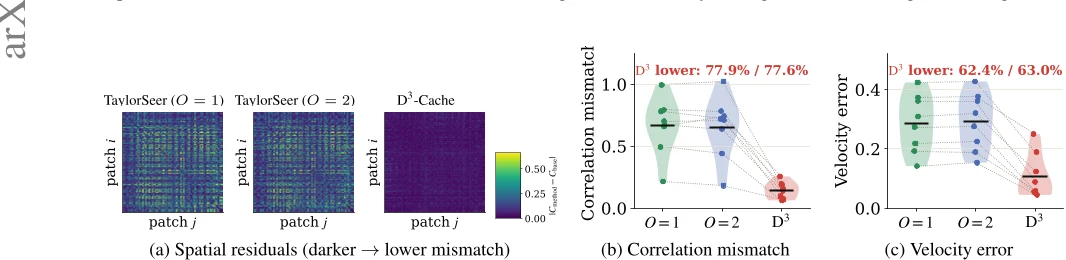 arX
TaylorSeer (O = 1)
TaylorSeer (O = 2)
D³-Cache
patch i
patch i
patch i
patch j
patch j
patch j
0.50
0.25
0.00
|C_method − C_base|
(a) Spatial residuals (darker → lower mismatch)
D³ lower: 77.9% / 77.6%
Correlation mismatch
1.0
0.5
0.0
O=1
O=2
D³
(b) Correlation mismatch
D³ lower: 62.4% / 63.0%
Velocity error
0.4
0.2
0.0
O=1
O=2
D³
(c) Velocity error